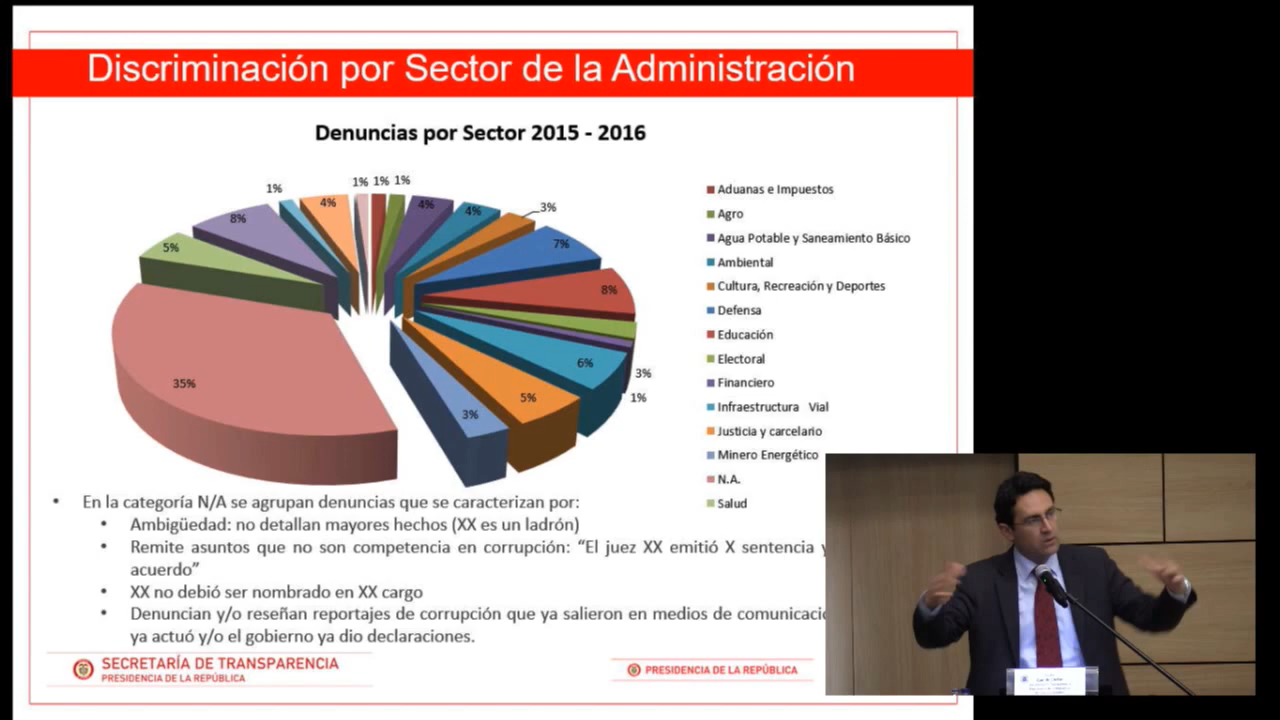 Discriminación por Sector de la Administración
Denuncias por Sector 2015 - 2016
1%
4%
1%
1%
1%
4%
4%
3%
7%
8%
8%
5%
35%
3%
5%
6%
3%
1%
Aduanas e Impuestos
Agro
Agua Potable y Saneamiento Básico
Ambiental
Cultura, Recreación y Deportes
Defensa
Educación
Electoral
Financiero
Infraestructura Vial
Justicia y carcelario
Minero Energético
N.A.
Salud
• En la categoría N/A se agrupan denuncias que se caracterizan por:
• Ambigüedad: no detallan mayores hechos (XX es un ladrón)
• Remite asuntos que no son competencia en corrupción: “El juez XX emitió X sentencia y
acuerdo”
• XX no debió ser nombrado en XX cargo
• Denuncian y/o reseñan reportajes de corrupción que ya salieron en medios de comunicació
ya actuó y/o el gobierno ya dio declaraciones.
SECRETARÍA DE TRANSPARENCIA
PRESIDENCIA DE LA REPÚBLICA
PRESIDENCIA DE LA REPÚBLICA